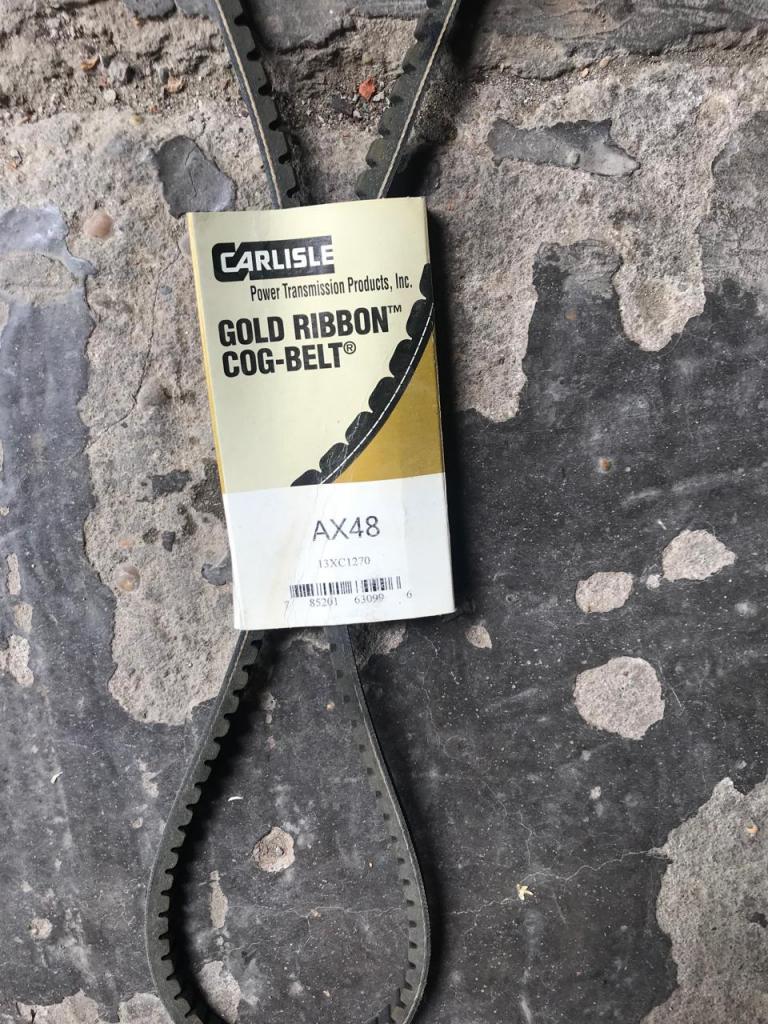 CARLISLE
Power Transmission Products, Inc.
GOLD RIBBON™
COG-BELT®
AX48
13XC1270
7 85201 63099 6